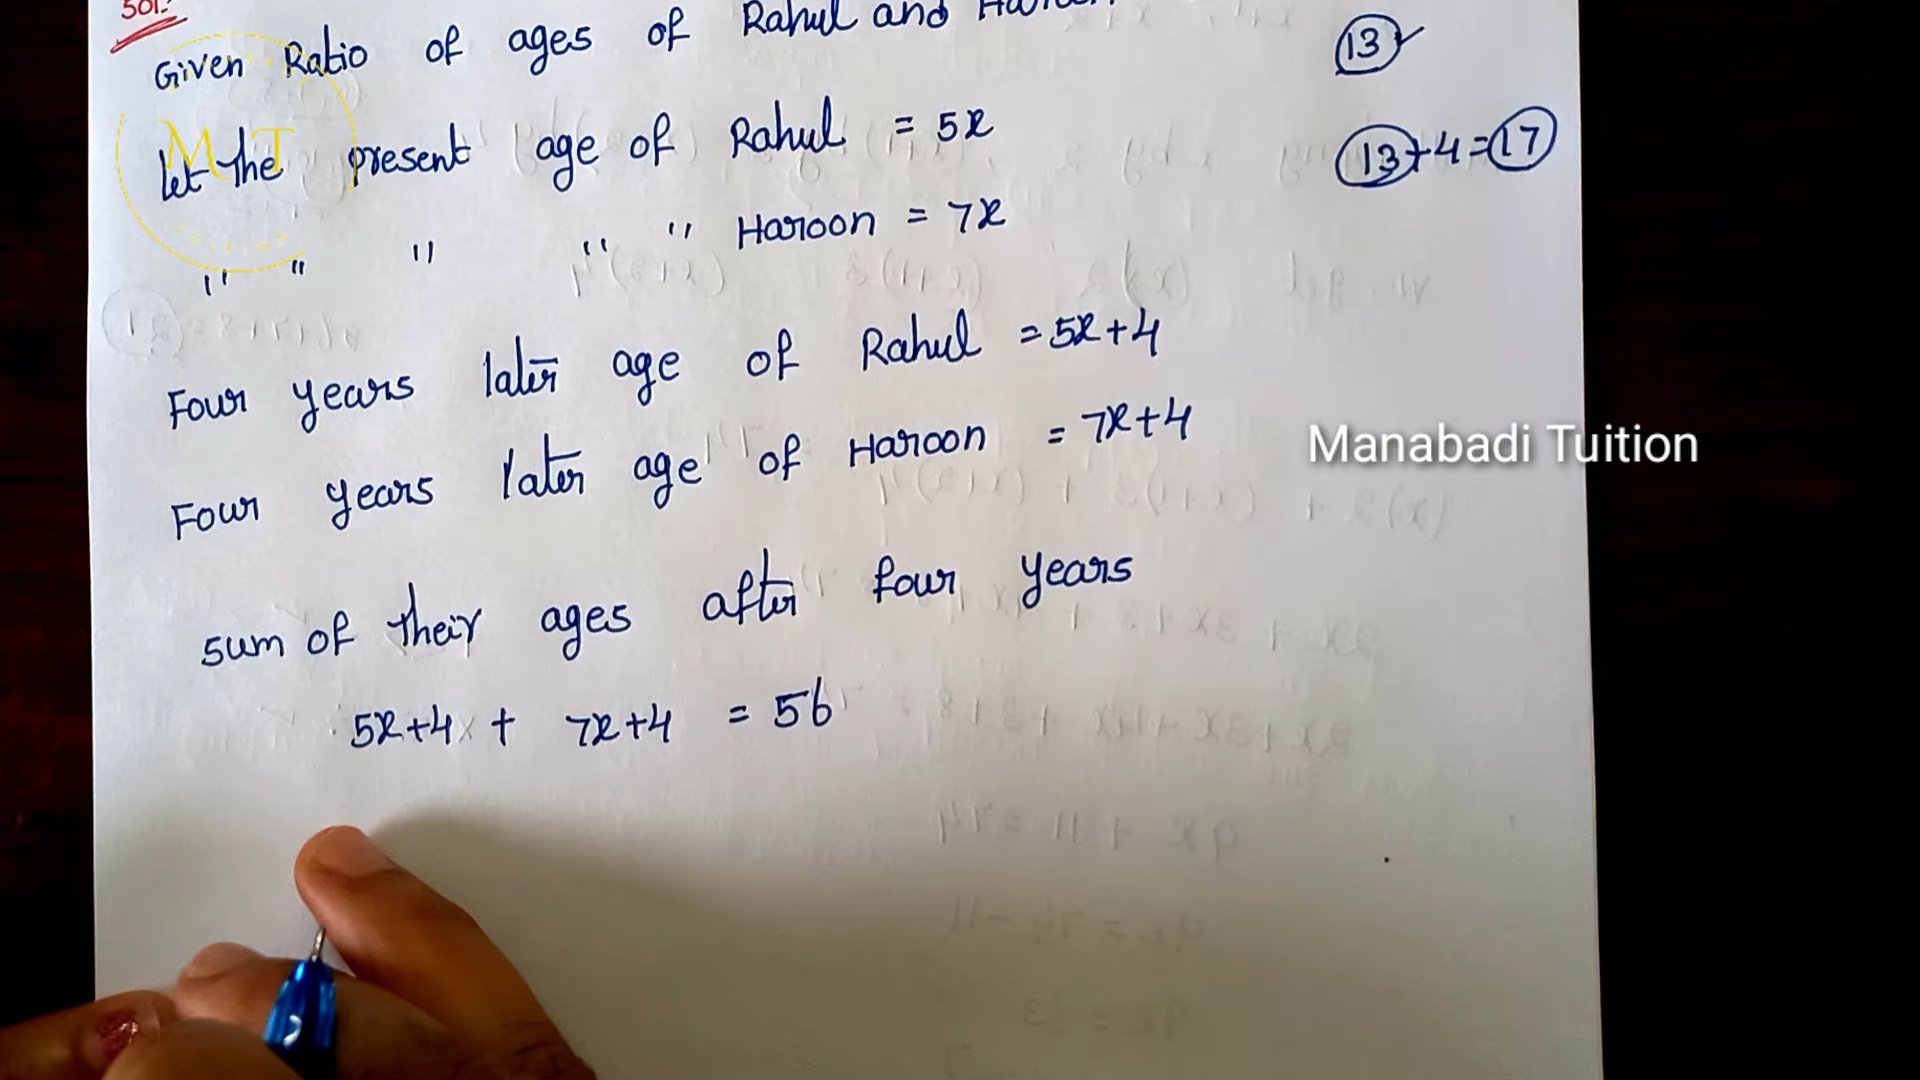 Sol:
Given Ratio of ages of Rahul and
13
Let the present age of Rahul = 5x
13+4=17
" " " " " Haroon = 7x
Four years later age of Rahul = 5x+4
Four years later age of Haroon = 7x+4
Manabadi Tuition
sum of their ages after four years
5x+4 + 7x+4 = 56
MT